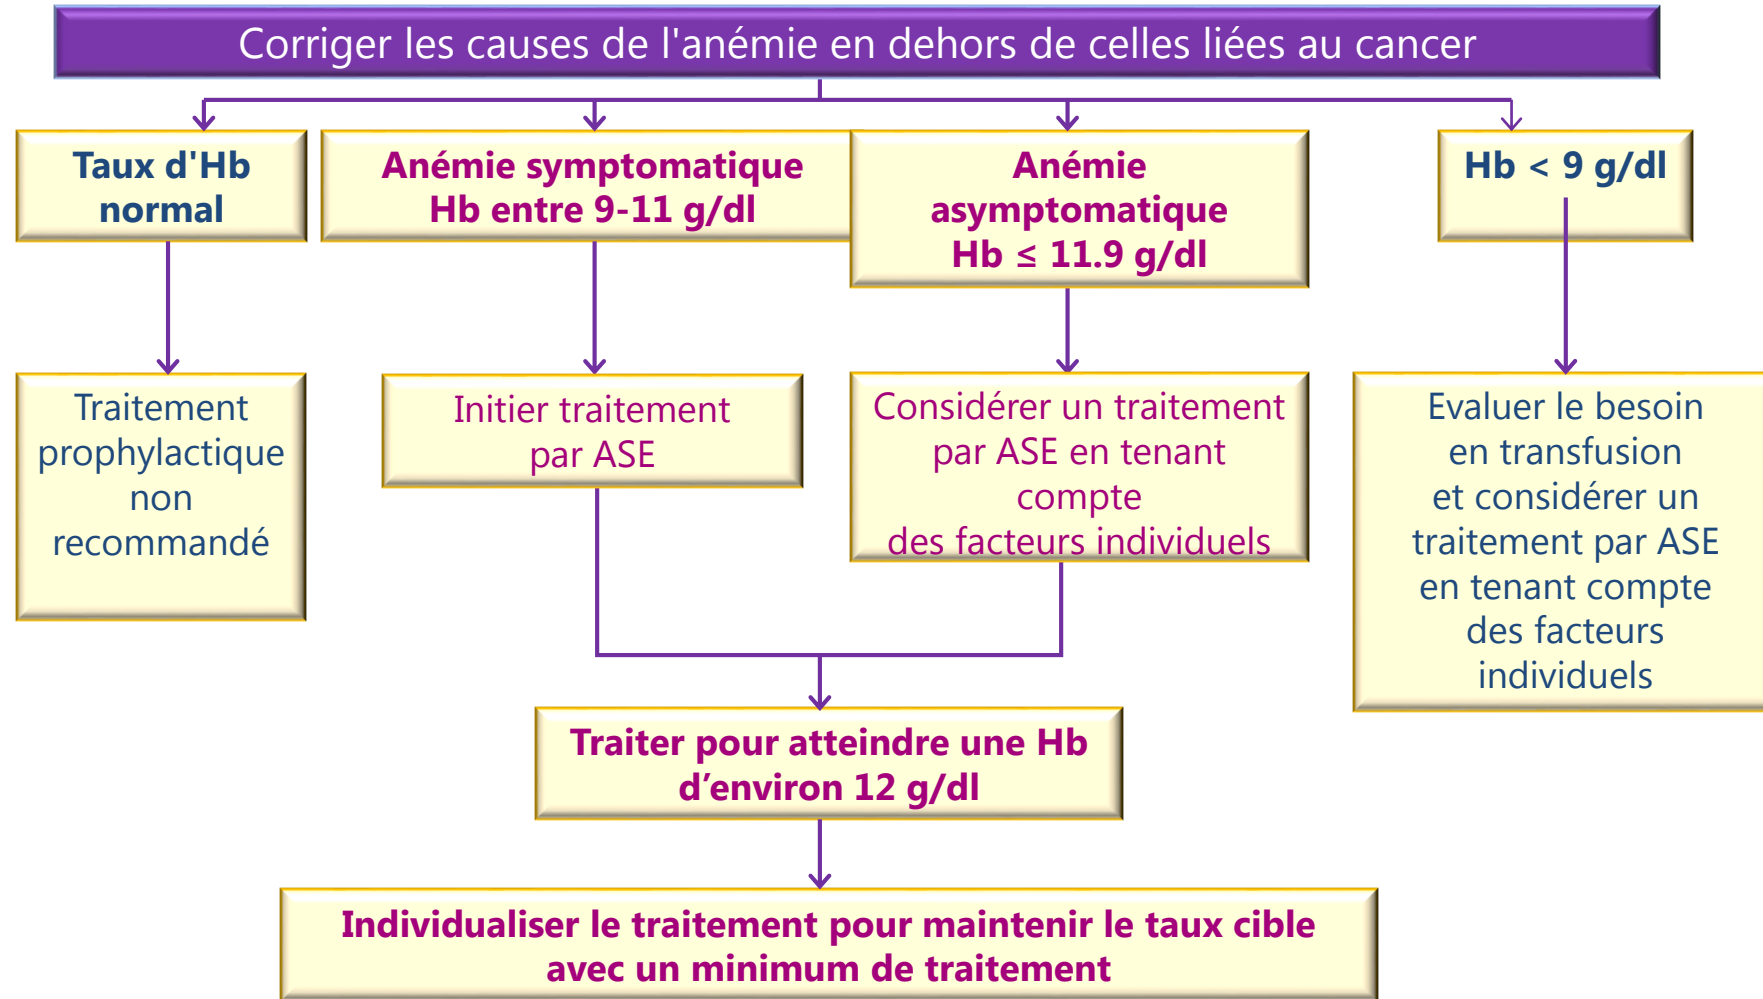 Corriger les causes de l'anémie en dehors de celles liées au cancer
Taux d'Hb
normal
Anémie symptomatique
Hb entre 9-11 g/dl
Anémie
asymptomatique
Hb ≤ 11.9 g/dl
Hb < 9 g/dl
Traitement
prophylactique
non
recommandé
Initier traitement
par ASE
Considérer un traitement
par ASE en tenant
compte
des facteurs individuels
Evaluer le besoin
en transfusion
et considérer un
traitement par ASE
en tenant compte
des facteurs
individuels
Traiter pour atteindre une Hb
d’environ 12 g/dl
Individualiser le traitement pour maintenir le taux cible
avec un minimum de traitement